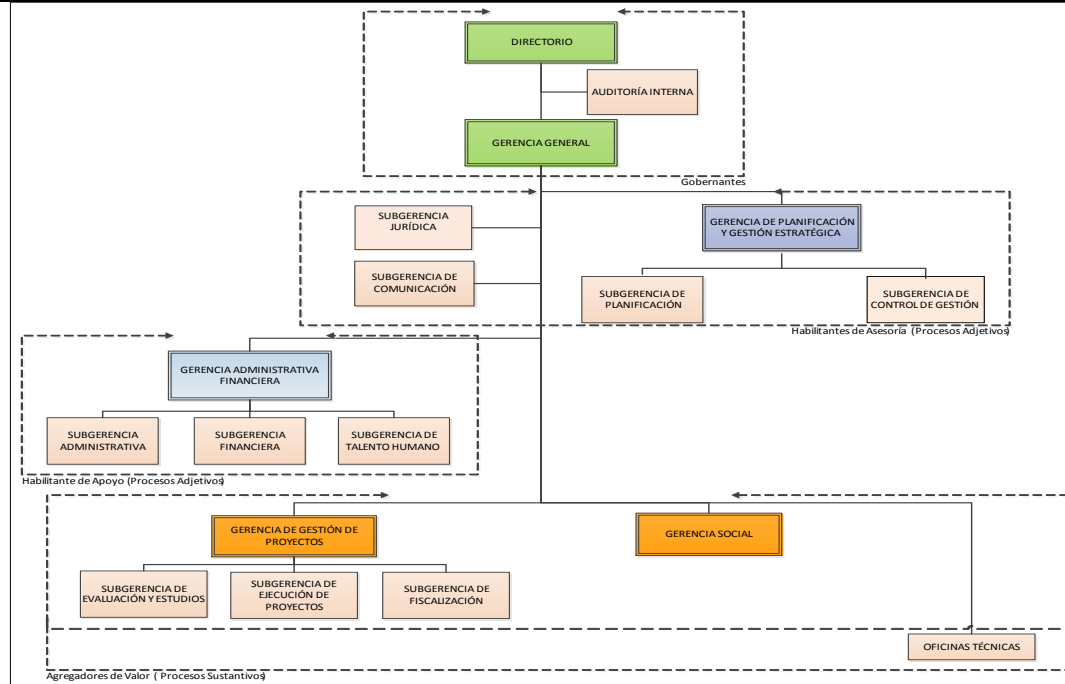 DIRECTORIO
AUDITORÍA INTERNA
GERENCIA GENERAL
Gobernantes
SUBGERENCIA
JURÍDICA
GERENCIA DE PLANIFICACIÓN
Y GESTIÓN ESTRATÉGICA
SUBGERENCIA DE
COMUNICACIÓN
SUBGERENCIA DE
PLANIFICACIÓN
SUBGERENCIA DE
CONTROL DE GESTIÓN
Habilitantes de Asesoría (Procesos Adjetivos)
GERENCIA ADMINISTRATIVA
FINANCIERA
SUBGERENCIA
ADMINISTRATIVA
SUBGERENCIA
FINANCIERA
SUBGERENCIA DE
TALENTO HUMANO
Habilitante de Apoyo (Procesos Adjetivos)
GERENCIA DE GESTIÓN DE
PROYECTOS
GERENCIA SOCIAL
SUBGERENCIA DE
EVALUACIÓN Y ESTUDIOS
SUBGERENCIA DE
EJECUCIÓN DE
PROYECTOS
SUBGERENCIA DE
FISCALIZACIÓN
OFICINAS TÉCNICAS
Agregadores de Valor ( Procesos Sustantivos)